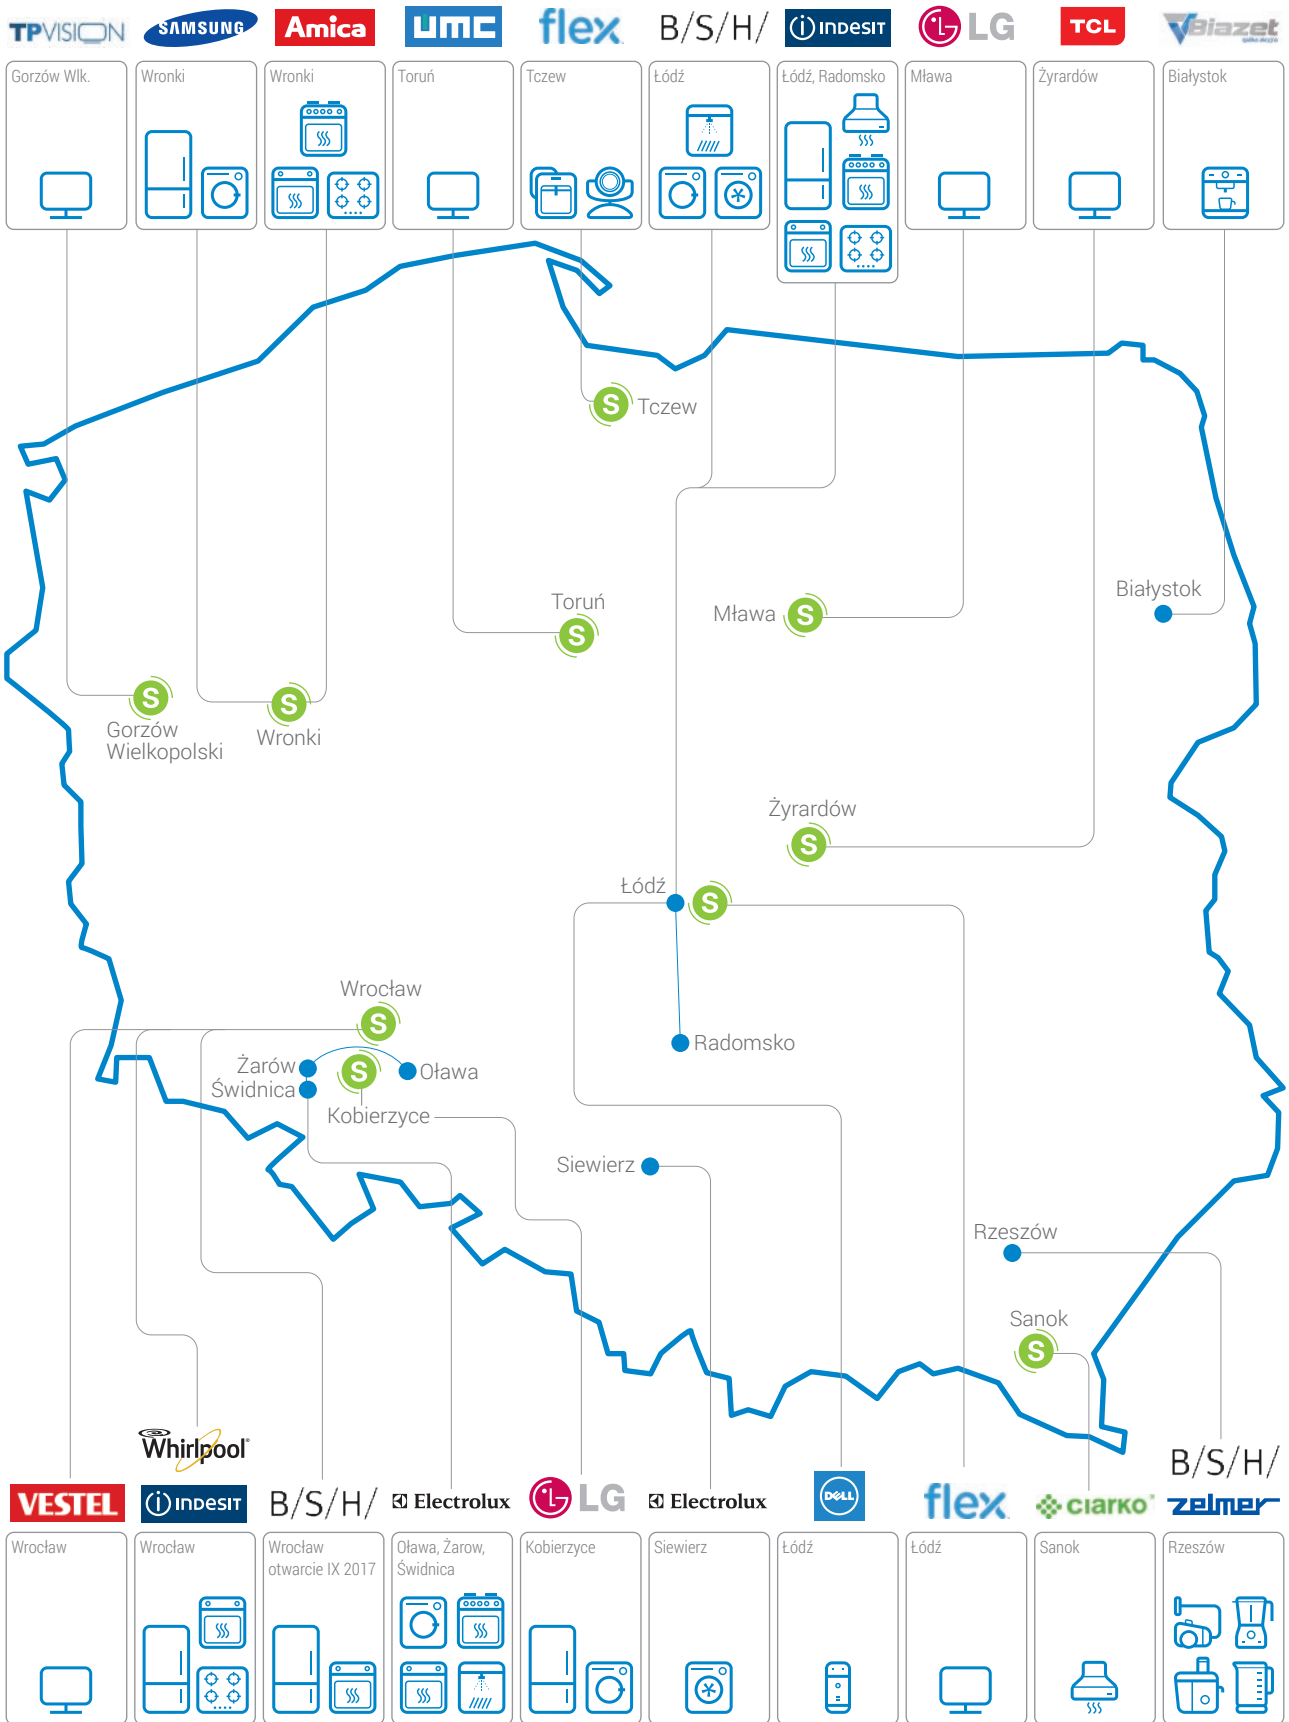 TPVISION
SAMSUNG
Amica
UMC
flex
B/S/H/
indesit
LG
TCL
Biazet
Gorzów Wlk.
Wronki
Wronki
Toruń
Tczew
Łódź
Łódź, Radomsko
Mława
Żyrardów
Białystok
Tczew
Toruń
Mława
Białystok
S
S
S
S
S
Gorzów
Wielkopolski
Wronki
Żyrardów
S
Łódź
S
Wrocław
S
Radomsko
Żarów
Świdnica
S
Oława
Kobierzyce
Siewierz
Rzeszów
Sanok
S
Whirlpool
B/S/H/
VESTEL
indesit
B/S/H/
Electrolux
LG
Electrolux
DELL
flex
ciarko
zelmer
Wrocław
Wrocław
Wrocław
otwarcie IX 2017
Oława, Żarow,
Świdnica
Kobierzyce
Siewierz
Łódź
Łódź
Sanok
Rzeszów